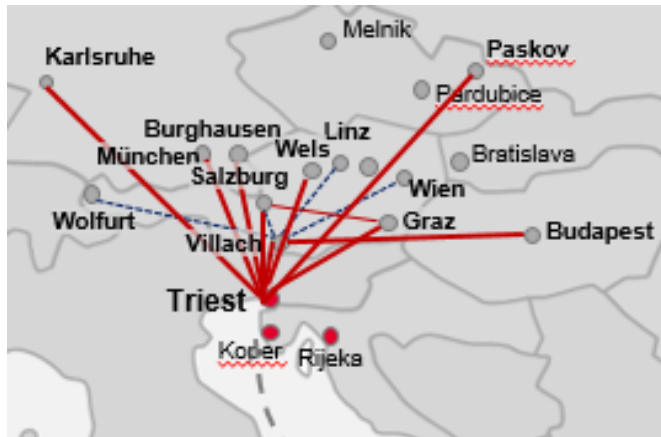 Melnik
Paskov
Karlsruhe
Pardubice
Burghausen
Linz
München
Wels
Bratislava
Salzburg
Wien
Wolfurt
Graz
Villach
Budapest
Triest
Koper
Rijeka